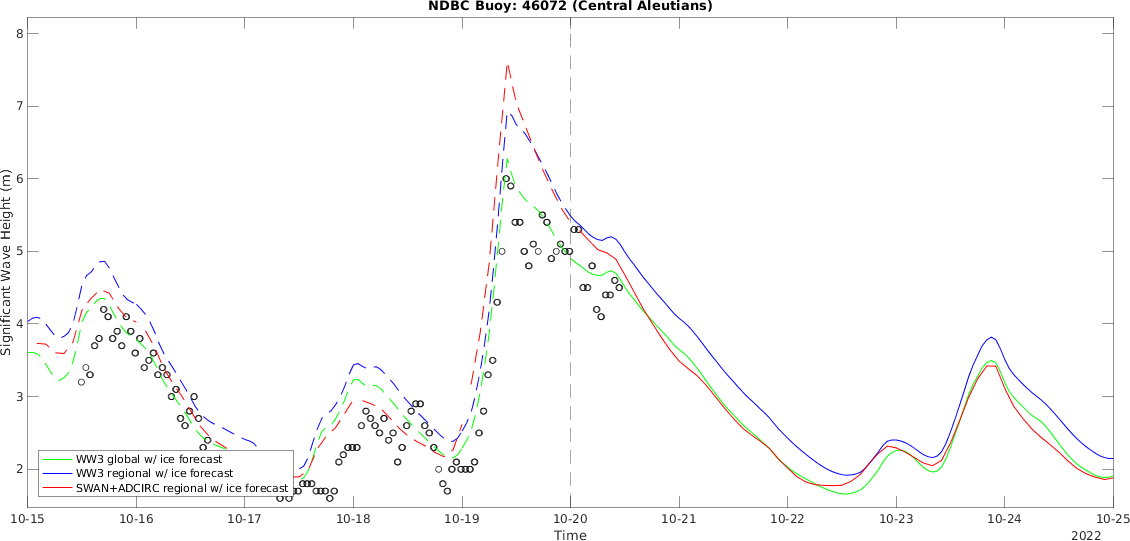 NDBC Buoy: 46072 (Central Aleutians)
8
7
6
5
4
3
2
Significant Wave Height (m)
WW3 global w/ ice forecast
WW3 regional w/ ice forecast
SWAN+ADCIRC regional w/ ice forecast
10-15 10-16 10-17 10-18 10-19 10-20 10-21 10-22 10-23 10-24 10-25
Time
2022